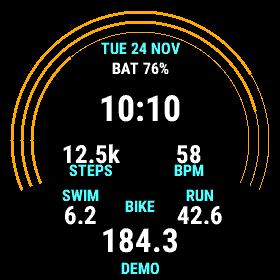 TUE 24 NOV
BAT 76%
10:10
12.5k 58
STEPS BPM
SWIM BIKE RUN
6.2 42.6
184.3
DEMO